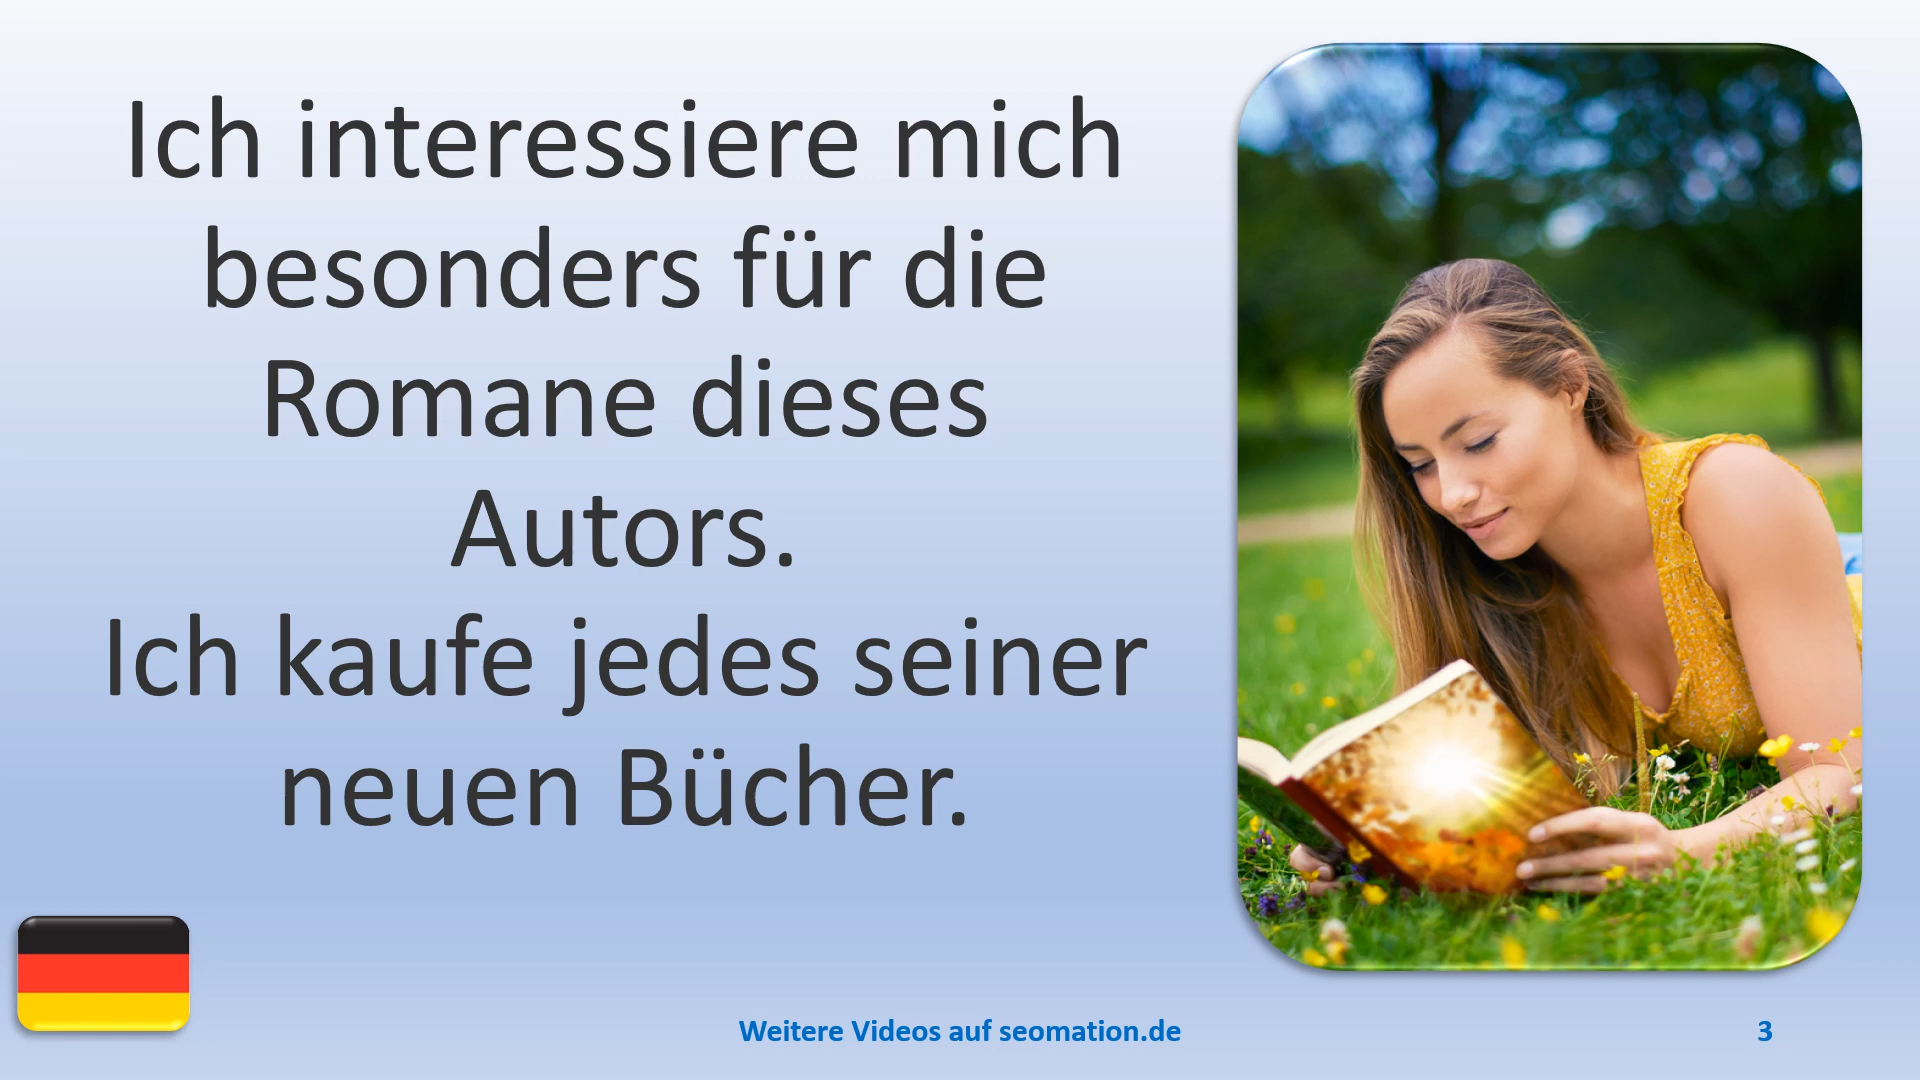 Ich interessiere mich
besonders für die
Romane dieses
Autors.
Ich kaufe jedes seiner
neuen Bücher.
Weitere Videos auf seomation.de
3